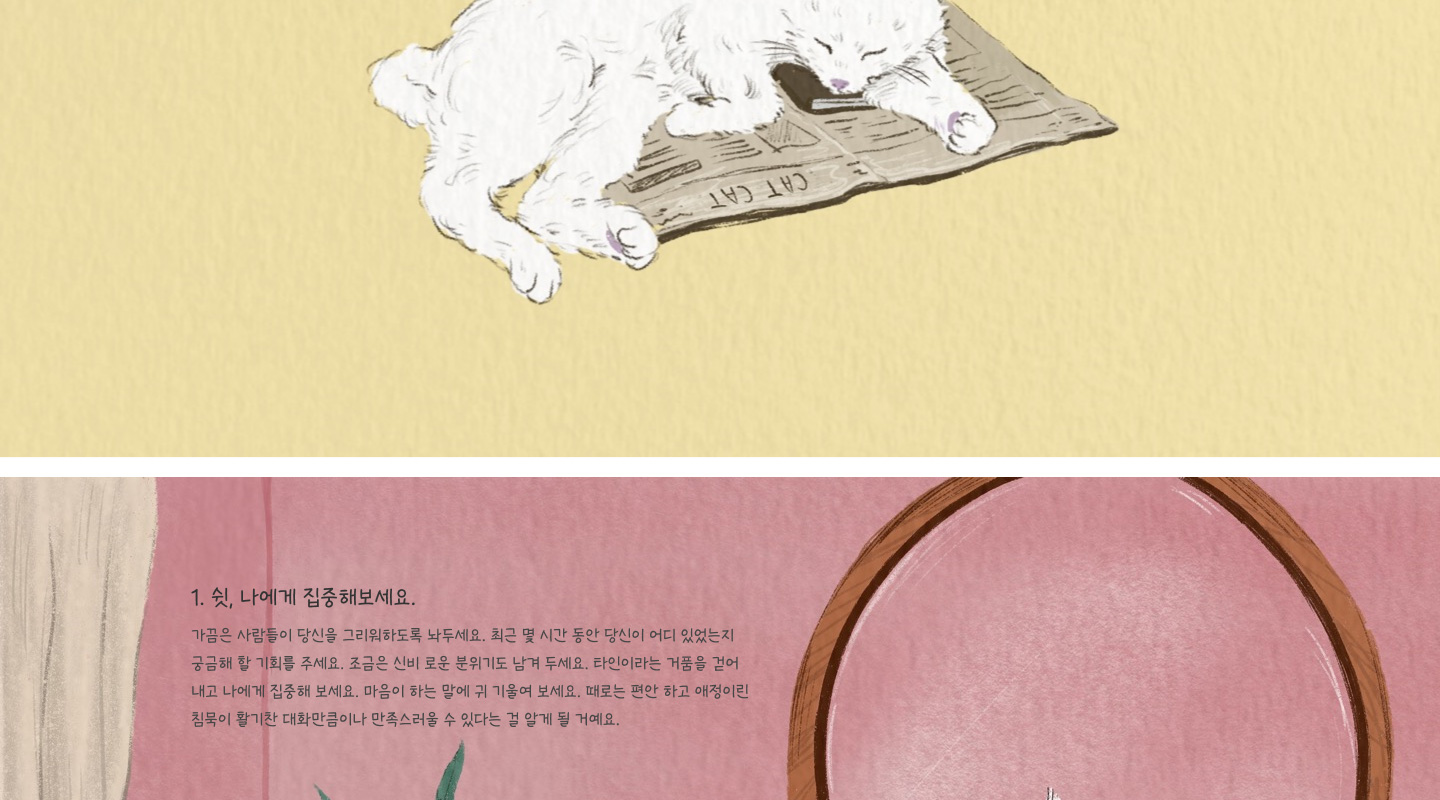 CAT CAT
1. 쉿, 나에게 집중해보세요.
가끔은 사람들이 당신을 그리워하도록 놔두세요. 최근 몇 시간 동안 당신이 어디 있었는지
궁금해 할 기회를 주세요. 조금은 신비 로운 분위기도 남겨 두세요. 타인이라는 거품을 걷어
내고 나에게 집중해 보세요. 마음이 하는 말에 귀 기울여 보세요. 때로는 편안 하고 애정어린
침묵이 활기찬 대화만큼이나 만족스러울 수 있다는 걸 알게 될 거예요.